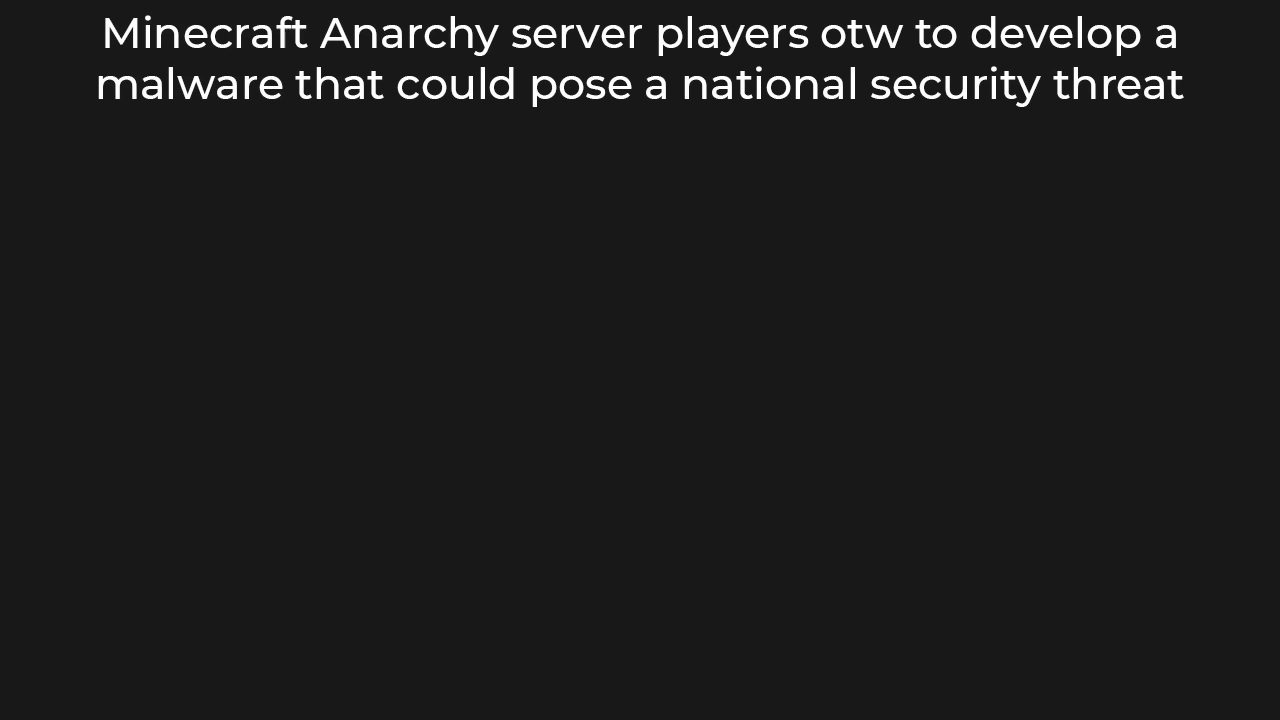 Minecraft Anarchy server players otw to develop a
malware that could pose a national security threat